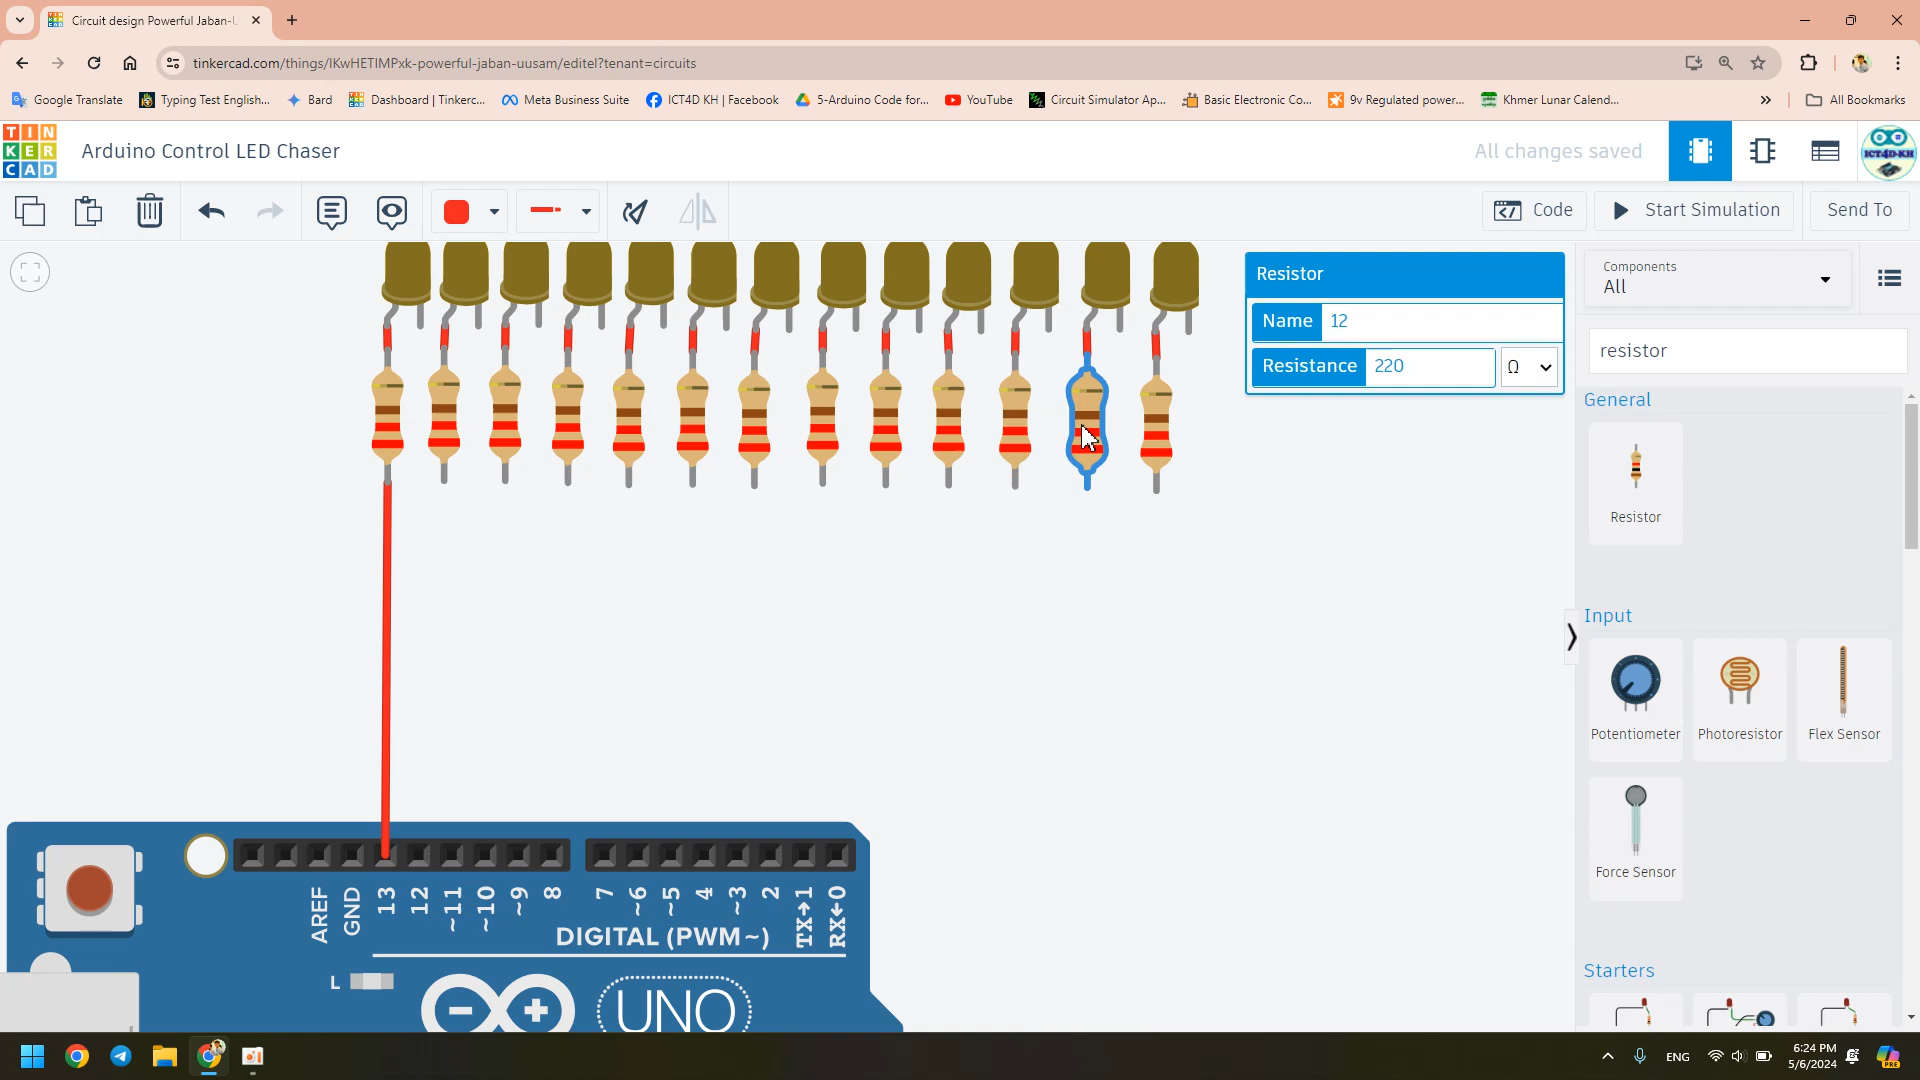 Circuit design Powerful Jaban-U
tinkercad.com/things/lKwHETIMPxk-powerful-jaban-uusam/editel?tenant=circuits
Google Translate
Typing Test English...
Bard
Dashboard | Tinkerc...
Meta Business Suite
ICT4D KH | Facebook
5-Arduino Code for...
YouTube
Circuit Simulator Ap...
Basic Electronic Co...
9v Regulated power...
Khmer Lunar Calend...
All Bookmarks
TIN
KER
CAD
Arduino Control LED Chaser
All changes saved
ICT4D-KH
Code
Start Simulation
Send To
Resistor
Name 12
Resistance 220 Ω
Components
All
resistor
General
Resistor
Input
Potentiometer
Photoresistor
Flex Sensor
Force Sensor
Starters
AREF
GND
13
12
~11
~10
~9
8
7
~6
~5
4
~3
2
TX→1
RX←0
DIGITAL (PWM~)
L
UNO
ENG
6:24 PM
5/6/2024
PRE